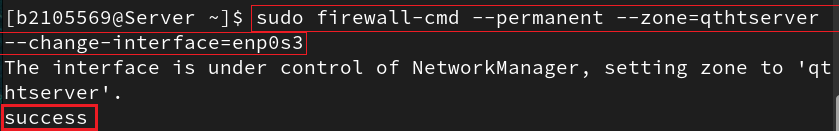 [b2105569@Server ~]$ sudo firewall-cmd --permanent --zone=qthtserver
--change-interface=enp0s3
The interface is under control of NetworkManager, setting zone to 'qt
htserver'.
success